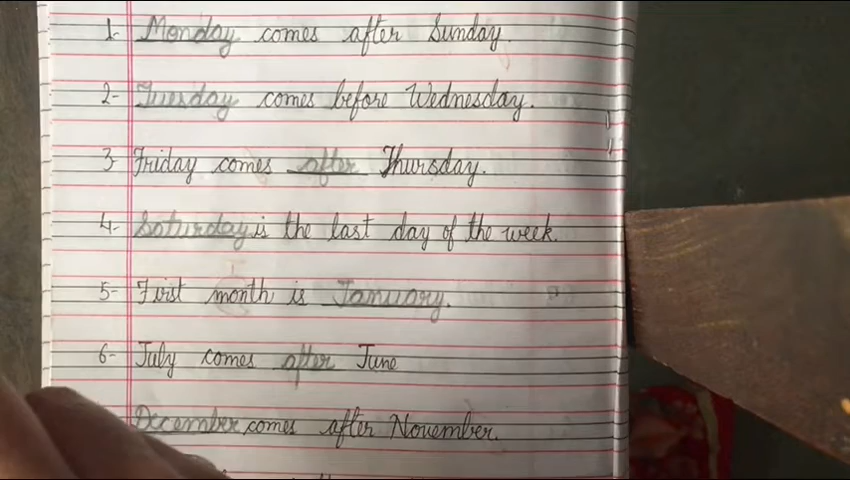 1- Monday comes after Sunday.
2- Tuesday comes before Wednesday.
3- Friday comes after Thursday.
4- Saturday is the last day of the week.
5- First month is January.
6- July comes after June
December comes after November.